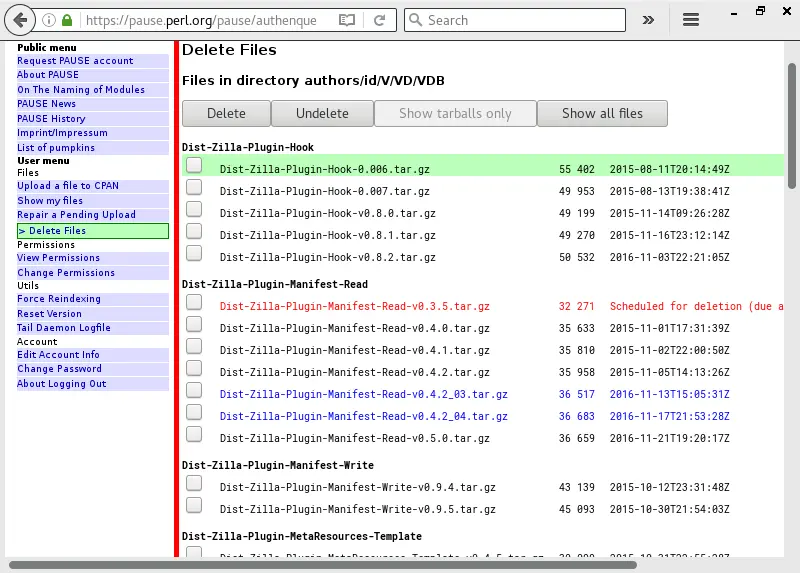 https://pause.perl.org/pause/authenque
Search
Public menu
Request PAUSE account
About PAUSE
On The Naming of Modules
PAUSE News
PAUSE History
Imprint/Impressum
List of pumpkins
User menu
Files
Upload a file to CPAN
Show my files
Repair a Pending Upload
> Delete Files
Permissions
View Permissions
Change Permissions
Utils
Force Reindexing
Reset Version
Tail Daemon Logfile
Account
Edit Account Info
Change Password
About Logging Out
Delete Files
Files in directory authors/id/V/VD/VDB
Delete Undelete Show tarballs only Show all files
Dist-Zilla-Plugin-Hook
Dist-Zilla-Plugin-Hook-0.006.tar.gz 55 402 2015-08-11T20:14:49Z
Dist-Zilla-Plugin-Hook-0.007.tar.gz 49 953 2015-08-13T19:38:41Z
Dist-Zilla-Plugin-Hook-v0.8.0.tar.gz 49 199 2015-11-14T09:26:28Z
Dist-Zilla-Plugin-Hook-v0.8.1.tar.gz 49 270 2015-11-16T23:12:14Z
Dist-Zilla-Plugin-Hook-v0.8.2.tar.gz 50 532 2016-11-03T22:21:05Z
Dist-Zilla-Plugin-Manifest-Read
Dist-Zilla-Plugin-Manifest-Read-v0.3.5.tar.gz 32 271 Scheduled for deletion (due a
Dist-Zilla-Plugin-Manifest-Read-v0.4.0.tar.gz 35 633 2015-11-01T17:31:39Z
Dist-Zilla-Plugin-Manifest-Read-v0.4.1.tar.gz 35 810 2015-11-02T22:00:50Z
Dist-Zilla-Plugin-Manifest-Read-v0.4.2.tar.gz 35 958 2015-11-05T14:13:26Z
Dist-Zilla-Plugin-Manifest-Read-v0.4.2_03.tar.gz 36 517 2016-11-13T15:05:31Z
Dist-Zilla-Plugin-Manifest-Read-v0.4.2_04.tar.gz 36 683 2016-11-17T21:53:28Z
Dist-Zilla-Plugin-Manifest-Read-v0.5.0.tar.gz 36 659 2016-11-21T19:20:17Z
Dist-Zilla-Plugin-Manifest-Write
Dist-Zilla-Plugin-Manifest-Write-v0.9.4.tar.gz 43 139 2015-10-12T23:31:48Z
Dist-Zilla-Plugin-Manifest-Write-v0.9.5.tar.gz 45 093 2015-10-30T21:54:03Z
Dist-Zilla-Plugin-MetaResources-Template